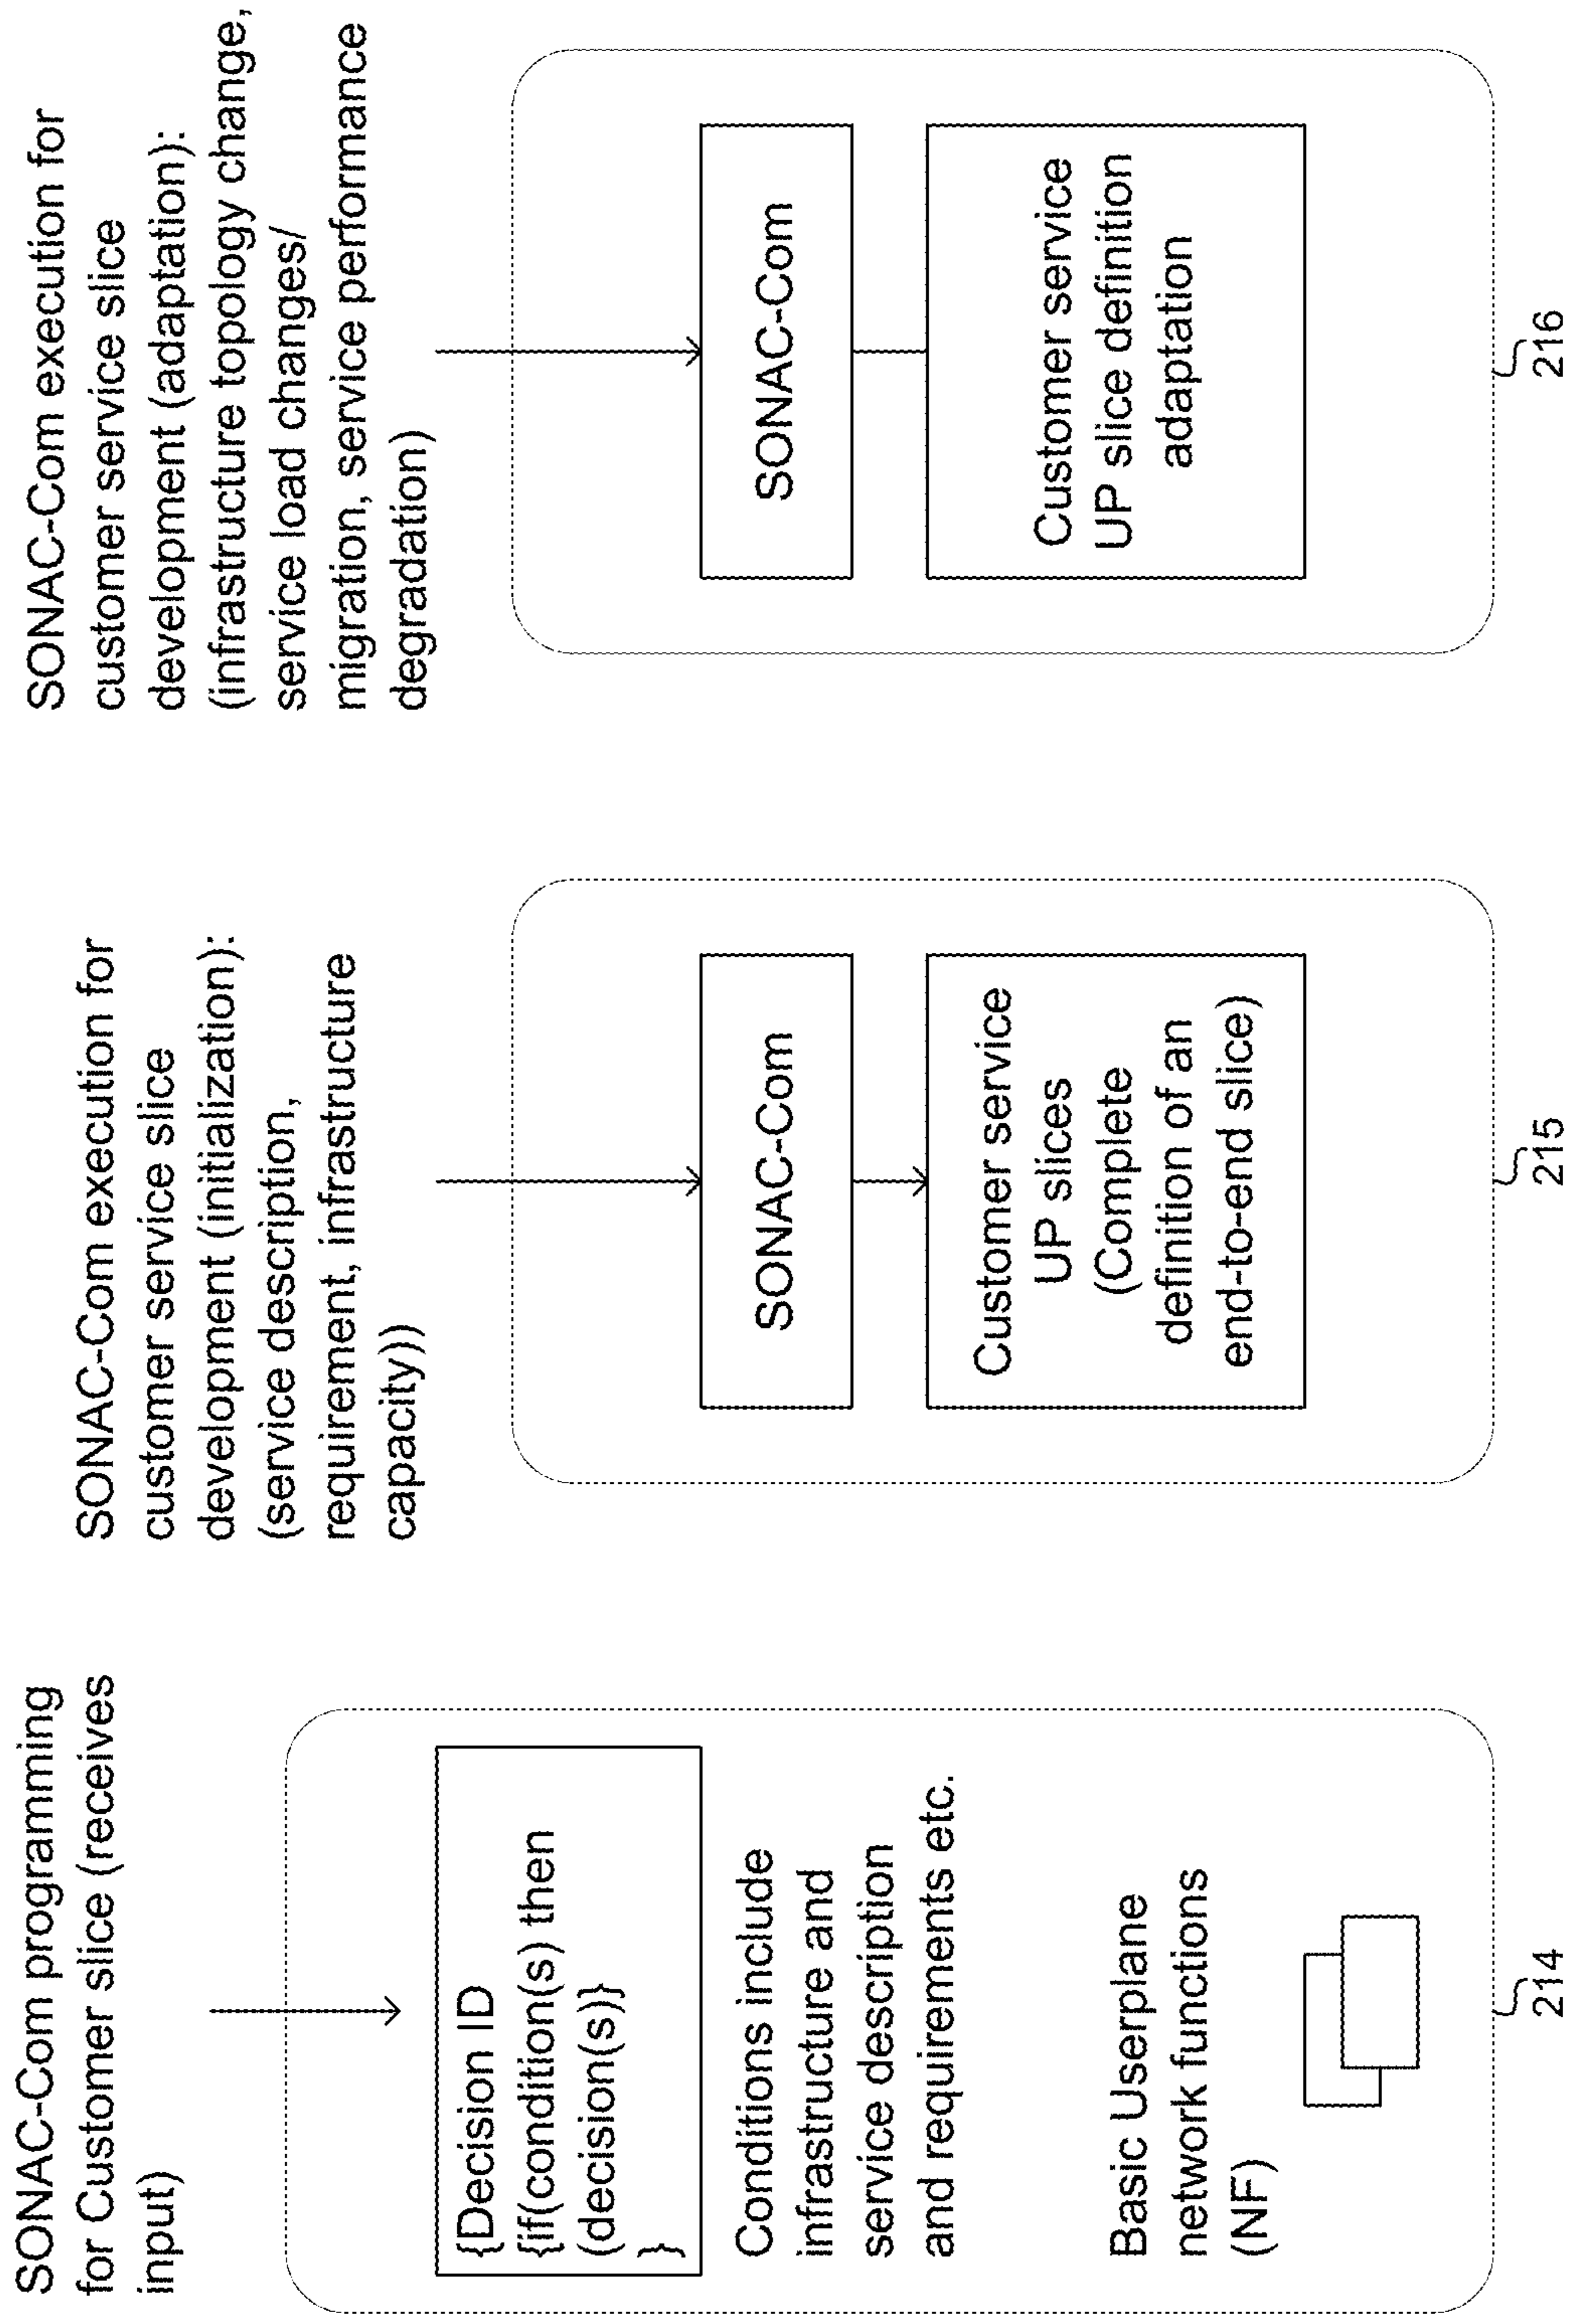 SONAC-Com programming
for Customer slice (receives
input)
{Decision ID
{if(condition(s) then
(decision(s)}
}
Conditions include
infrastructure and
service description
and requirements etc.
Basic Userplane
network functions
(NF)
214
SONAC-Com execution for
customer service slice
development (initialization):
(service description,
requirement, infrastructure
capacity))
SONAC-Com
Customer service
UP slices
(Complete
definition of an
end-to-end slice)
215
SONAC-Com execution for
customer service slice
development (adaptation):
(infrastructure topology change,
service load changes/
migration, service performance
degradation)
SONAC-Com
Customer service
UP slice definition
adaptation
216